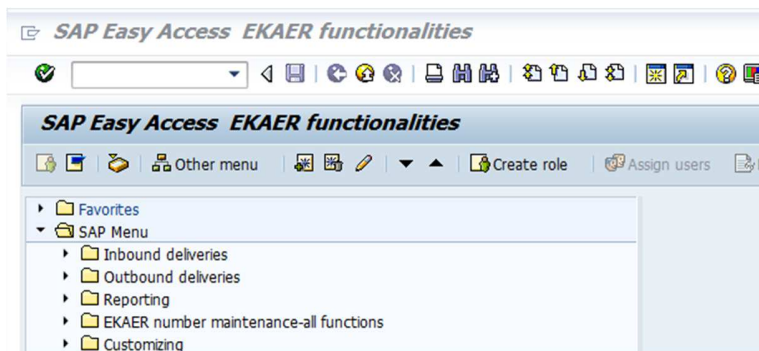 SAP Easy Access EKAER functionalities
SAP Easy Access EKAER functionalities
Other menu Create role Assign users
Favorites
SAP Menu
Inbound deliveries
Outbound deliveries
Reporting
EKAER number maintenance-all functions
Customizing